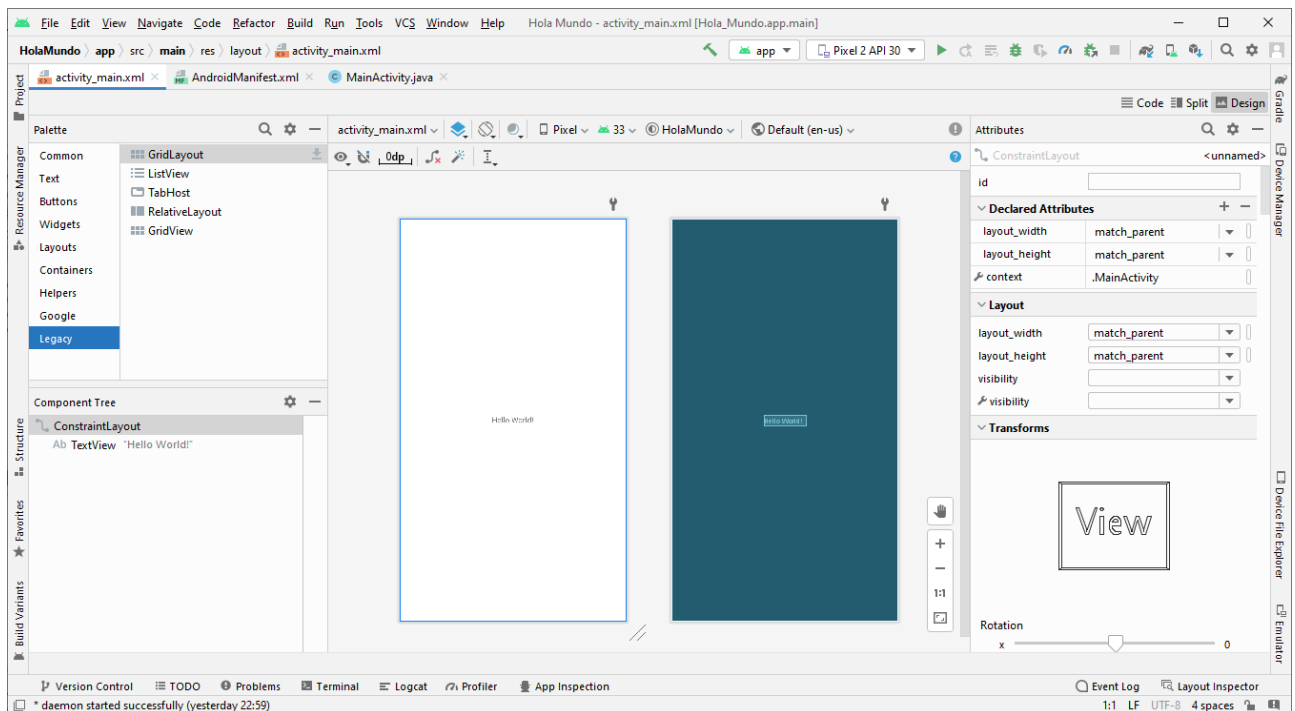 File Edit View Navigate Code Refactor Build Run Tools VCS Window Help Hola Mundo - activity_main.xml [Hola_Mundo.app.main]
HolaMundo app src main res layout activity_main.xml app Pixel 2 API 30
activity_main.xml AndroidManifest.xml MainActivity.java
Code Split Design
Palette
activity_main.xml Pixel 33 HolaMundo Default (en-us)
Attributes
Common
Text
Buttons
Widgets
Layouts
Containers
Helpers
Google
Legacy
GridLayout
ListView
TabHost
RelativeLayout
GridView
0dp
Component Tree
ConstraintLayout
Ab TextView "Hello World!"
Hello World!
Hello World!
1:1
ConstraintLayout <unnamed>
id
Declared Attributes
layout_width match_parent
layout_height match_parent
context .MainActivity
Layout
layout_width match_parent
layout_height match_parent
visibility
visibility
Transforms
View
Rotation
x 0
Project
Resource Manager
Structure
Favorites
Build Variants
Gradle
Device Manager
Device File Explorer
Emulator
Version Control TODO Problems Terminal Logcat Profiler App Inspection Event Log Layout Inspector
* daemon started successfully (yesterday 22:59) 1:1 LF UTF-8 4 spaces